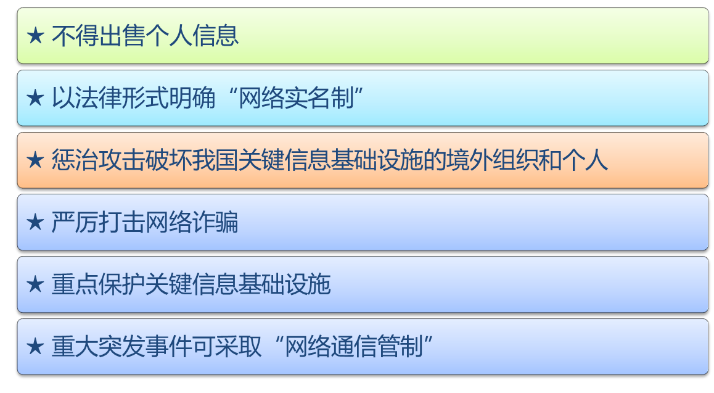 ★ 不得出售个人信息
★ 以法律形式明确“网络实名制”
★ 惩治攻击破坏我国关键信息基础设施的境外组织和个人
★ 严厉打击网络诈骗
★ 重点保护关键信息基础设施
★ 重大突发事件可采取“网络通信管制”